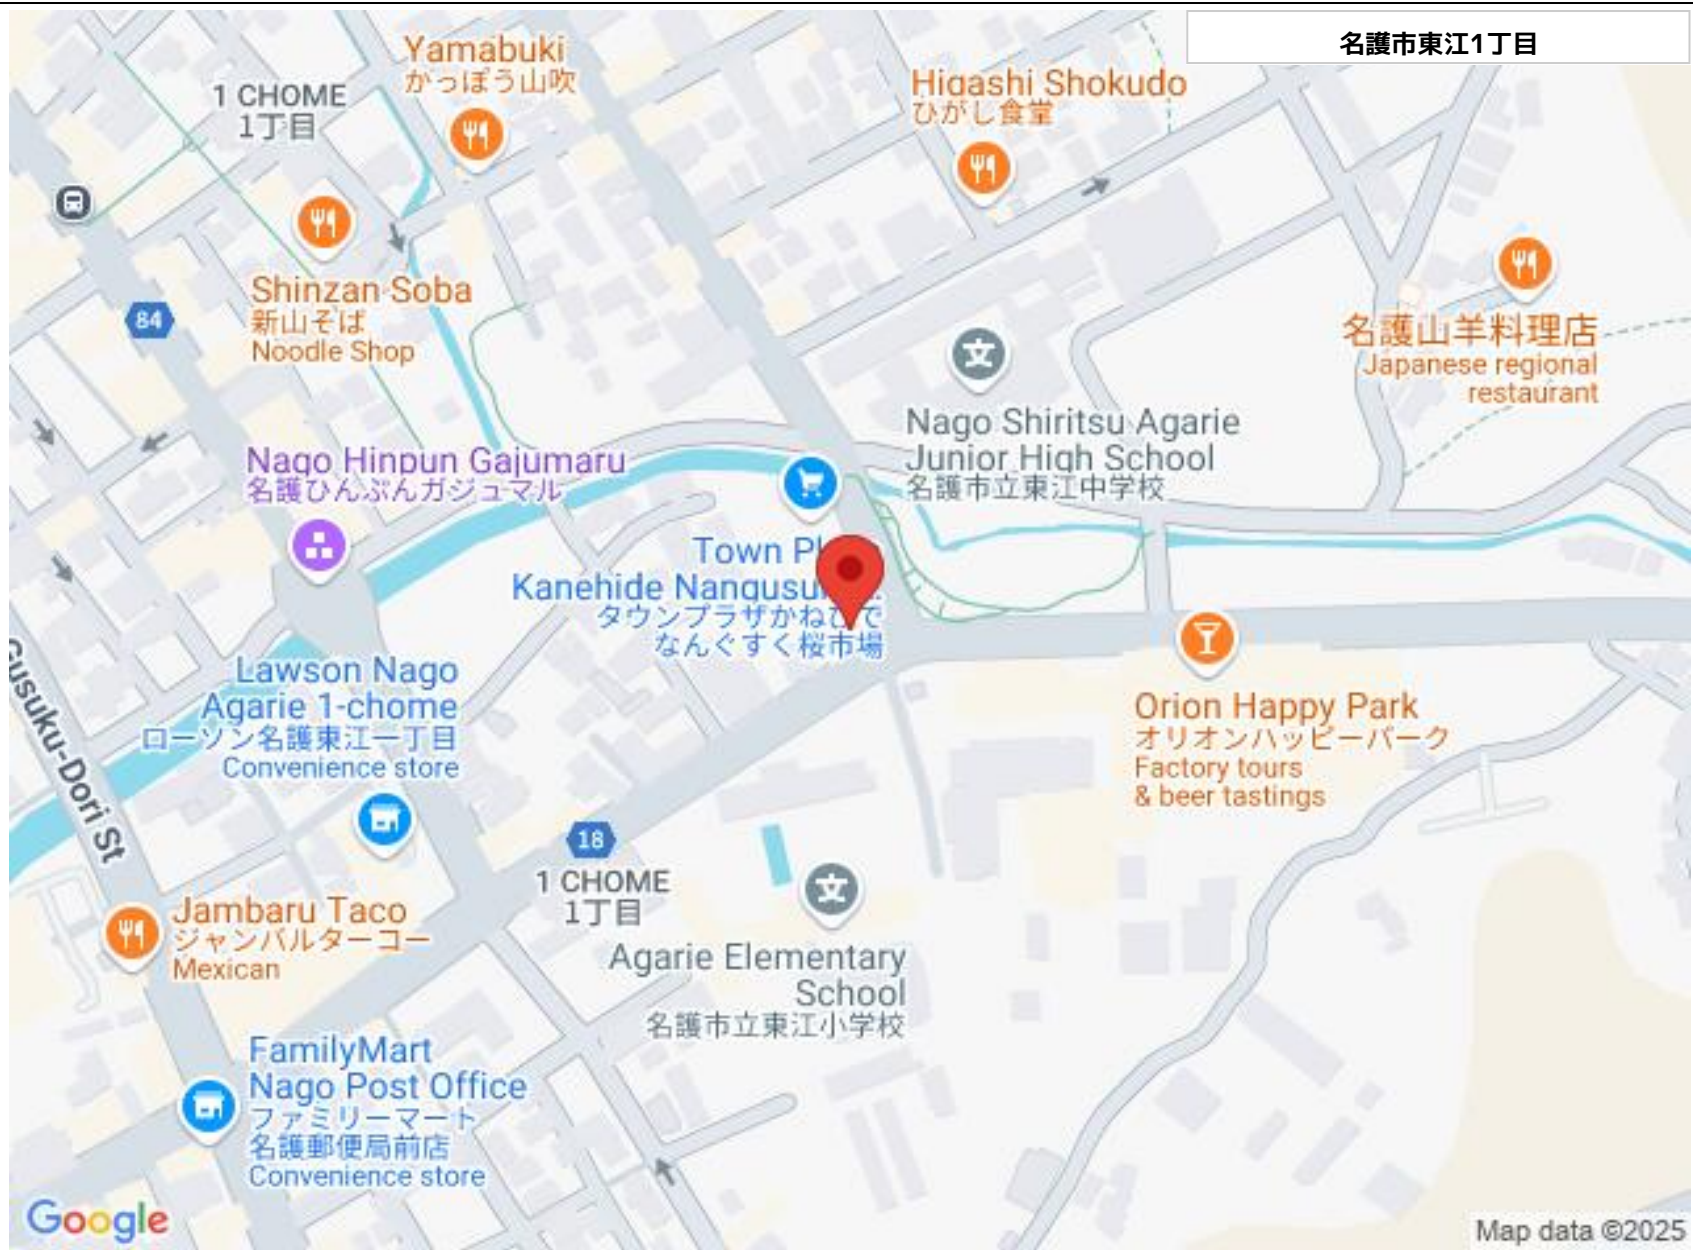 名護市東江1丁目
Yamabuki
かっぽう山吹
1 CHOME
1丁目
Higashi Shokudo
ひがし食堂
Shinzan Soba
新山そば
Noodle Shop
84
名護山羊料理店
Japanese regional
restaurant
Nago Shiritsu Agarie
Junior High School
名護市立東江中学校
Nago Hinpun Gajumaru
名護ひんぷんガジュマル
Town
Kanehide
タウンプラザかねひで
なんぐすく桜市場
Lawson Nago
Agarie 1-chome
ローソン名護東江一丁目
Convenience store
Orion Happy Park
オリオンハッピーパーク
Factory tours
& beer tastings
Gusuku-Dori St
18
1 CHOME
1丁目
Jambaru Taco
ジャンバルターコー
Mexican
Agarie Elementary
School
名護市立東江小学校
FamilyMart
Nago Post Office
ファミリーマート
名護郵便局前店
Convenience store
Google
Map data ©2025